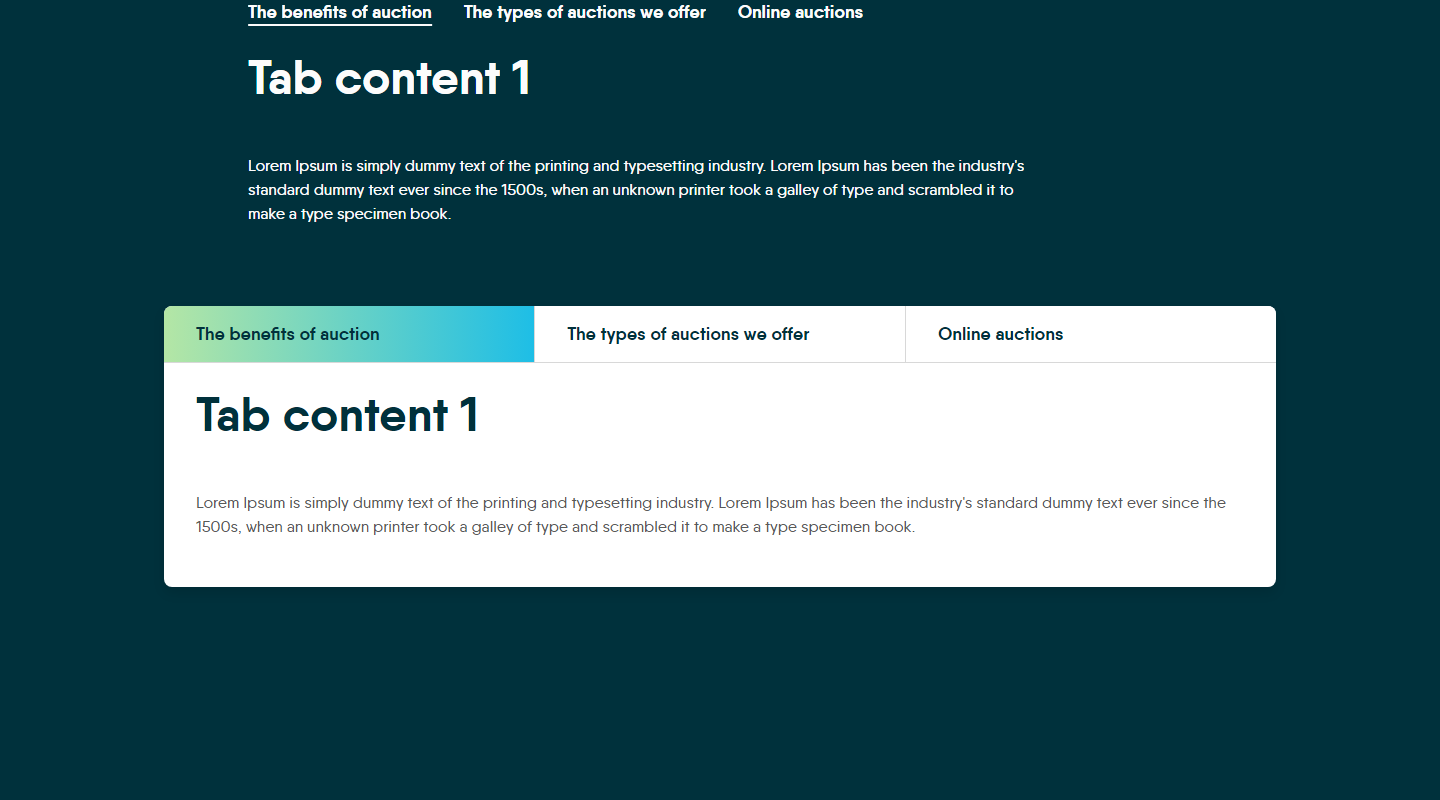 The benefits of auction The types of auctions we offer Online auctions
Tab content 1
Lorem Ipsum is simply dummy text of the printing and typesetting industry. Lorem Ipsum has been the industry's
standard dummy text ever since the 1500s, when an unknown printer took a galley of type and scrambled it to
make a type specimen book.
The benefits of auction The types of auctions we offer Online auctions
Tab content 1
Lorem Ipsum is simply dummy text of the printing and typesetting industry. Lorem Ipsum has been the industry's standard dummy text ever since the
1500s, when an unknown printer took a galley of type and scrambled it to make a type specimen book.